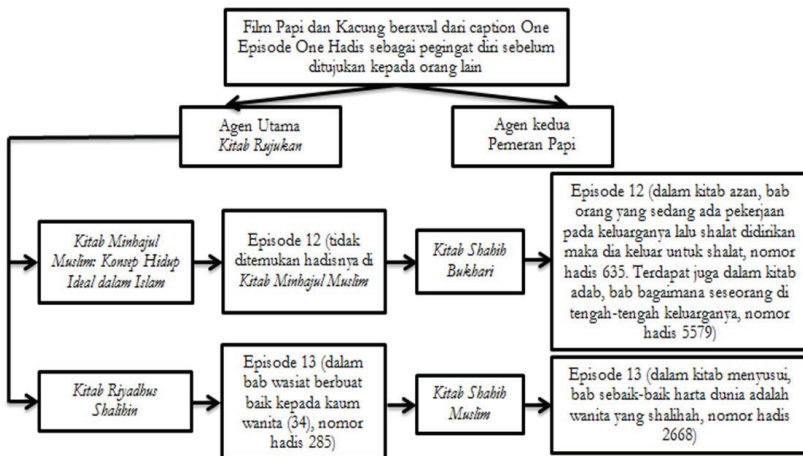 Film Papi dan Kacung berawal dari caption One
Episode One Hadis sebagai pegingat diri sebelum
ditujukan kepada orang lain
Agen Utama
Kitab Rujukan
Agen kedua
Pemeran Papi
Kitab Minhajul
Muslim: Konsep Hidup
Ideal dalam Islam
Episode 12 (tidak
ditemukan hadisnya di
Kitab Minhajul Muslim)
Kitab Shahih
Bukhari
Episode 12 (dalam kitab azan, bab
orang yang sedang ada pekerjaan
pada keluarganya lalu shalat didirikan
maka dia keluar untuk shalat, nomor
hadis 635. Terdapat juga dalam kitab
adab, bab bagaimana seseorang di
tengah-tengah keluarganya, nomor
hadis 5579)
Kitab Riyadhus
Shalihin
Episode 13 (dalam
bab wasiat berbuat
baik kepada kaum
wanita (34), nomor
hadis 285)
Kitab Shahih
Muslim
Episode 13 (dalam kitab menyusui,
bab sebaik-baik harta dunia adalah
wanita yang shalihah, nomor hadis
2668)